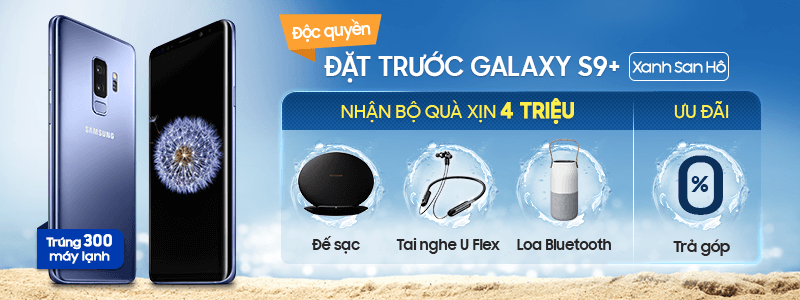 Độc quyền
ĐẶT TRƯỚC GALAXY S9+ Xanh San Hô
NHẬN BỘ QUÀ XỊN 4 TRIỆU
ƯU ĐÃI
SAMSUNG
0%
Đế sạc
Tai nghe U Flex
Loa Bluetooth
Trả góp
Trúng 300
máy lạnh